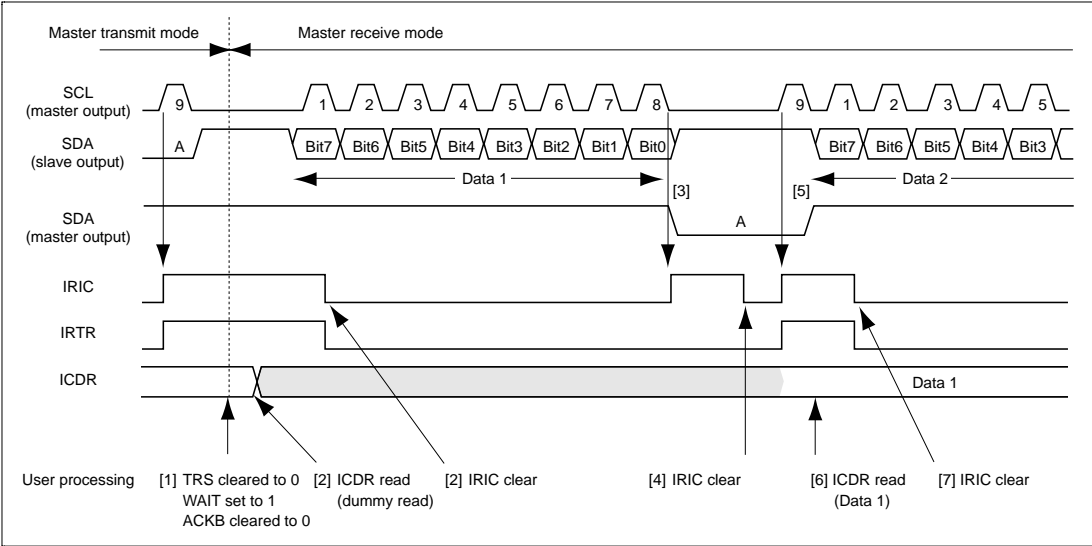 Master transmit mode Master receive mode
SCL
(master output)
9 1 2 3 4 5 6 7 8 9 1 2 3 4 5
SDA
(slave output)
A Bit7 Bit6 Bit5 Bit4 Bit3 Bit2 Bit1 Bit0 Bit7 Bit6 Bit5 Bit4 Bit3
Data 1 [3] [5] Data 2
SDA
(master output)
A
IRIC
IRTR
ICDR Data 1
User processing [1] TRS cleared to 0 [2] ICDR read [2] IRIC clear [4] IRIC clear [6] ICDR read [7] IRIC clear
WAIT set to 1 (dummy read) (Data 1)
ACKB cleared to 0